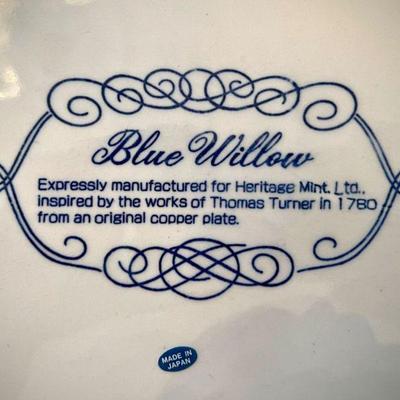 Blue Willow
Expressly manufactured for Heritage Mint. Ltd.,
inspired by the works of Thomas Turner in 1780
from an original copper plate.
MADE IN
JAPAN